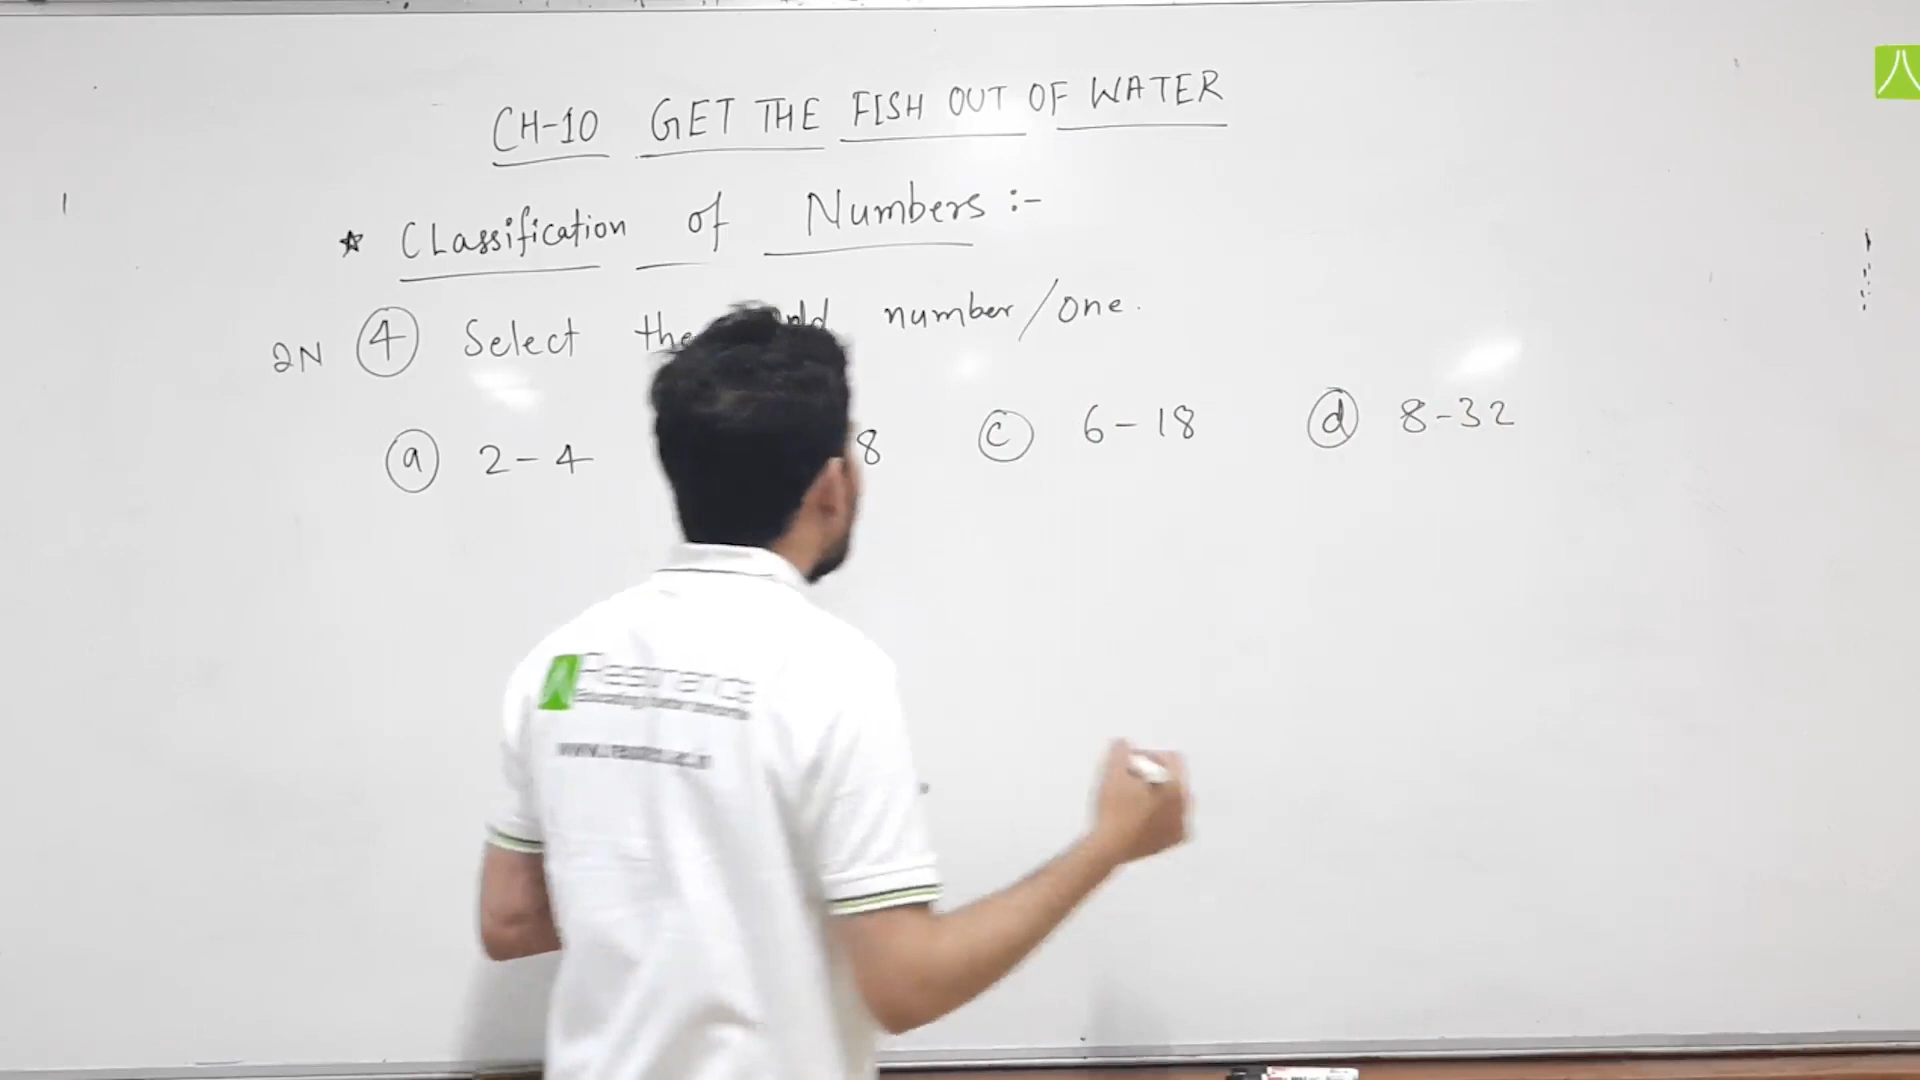 CH-10 GET THE FISH OUT OF WATER
* Classification of Numbers :-
2N 4 Select the odd number/one.
a 2-4 8 c 6-18 d 8-32
Resonance